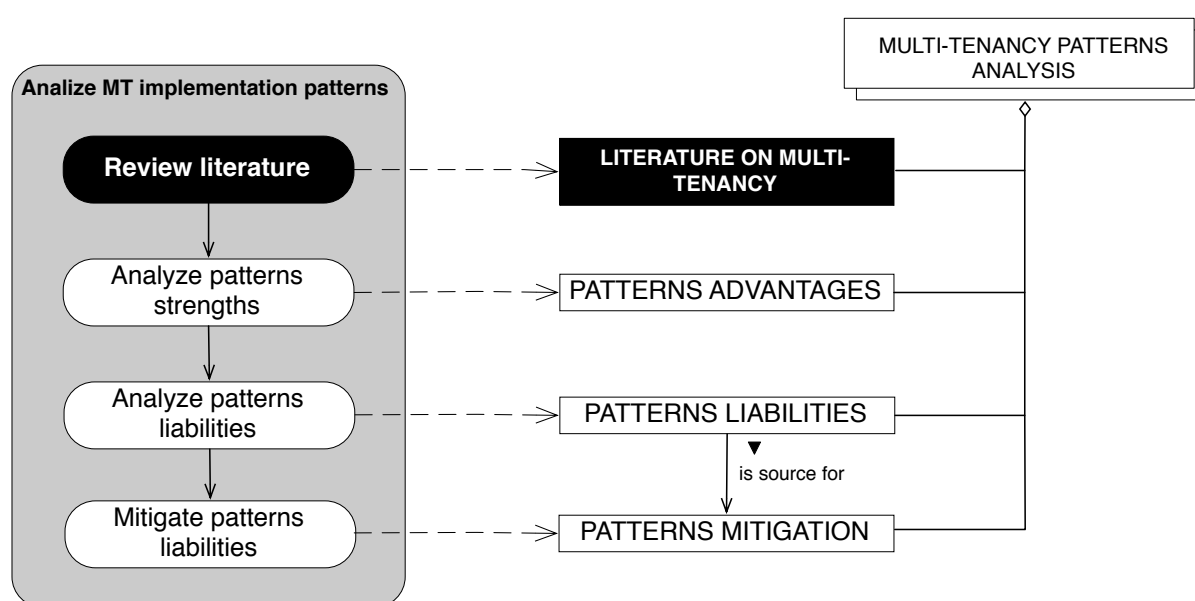 MULTI-TENANCY PATTERNS
ANALYSIS
Analize MT implementation patterns
Review literature
LITERATURE ON MULTI-
TENANCY
Analyze patterns
strengths
PATTERNS ADVANTAGES
Analyze patterns
liabilities
PATTERNS LIABILITIES
is source for
Mitigate patterns
liabilities
PATTERNS MITIGATION